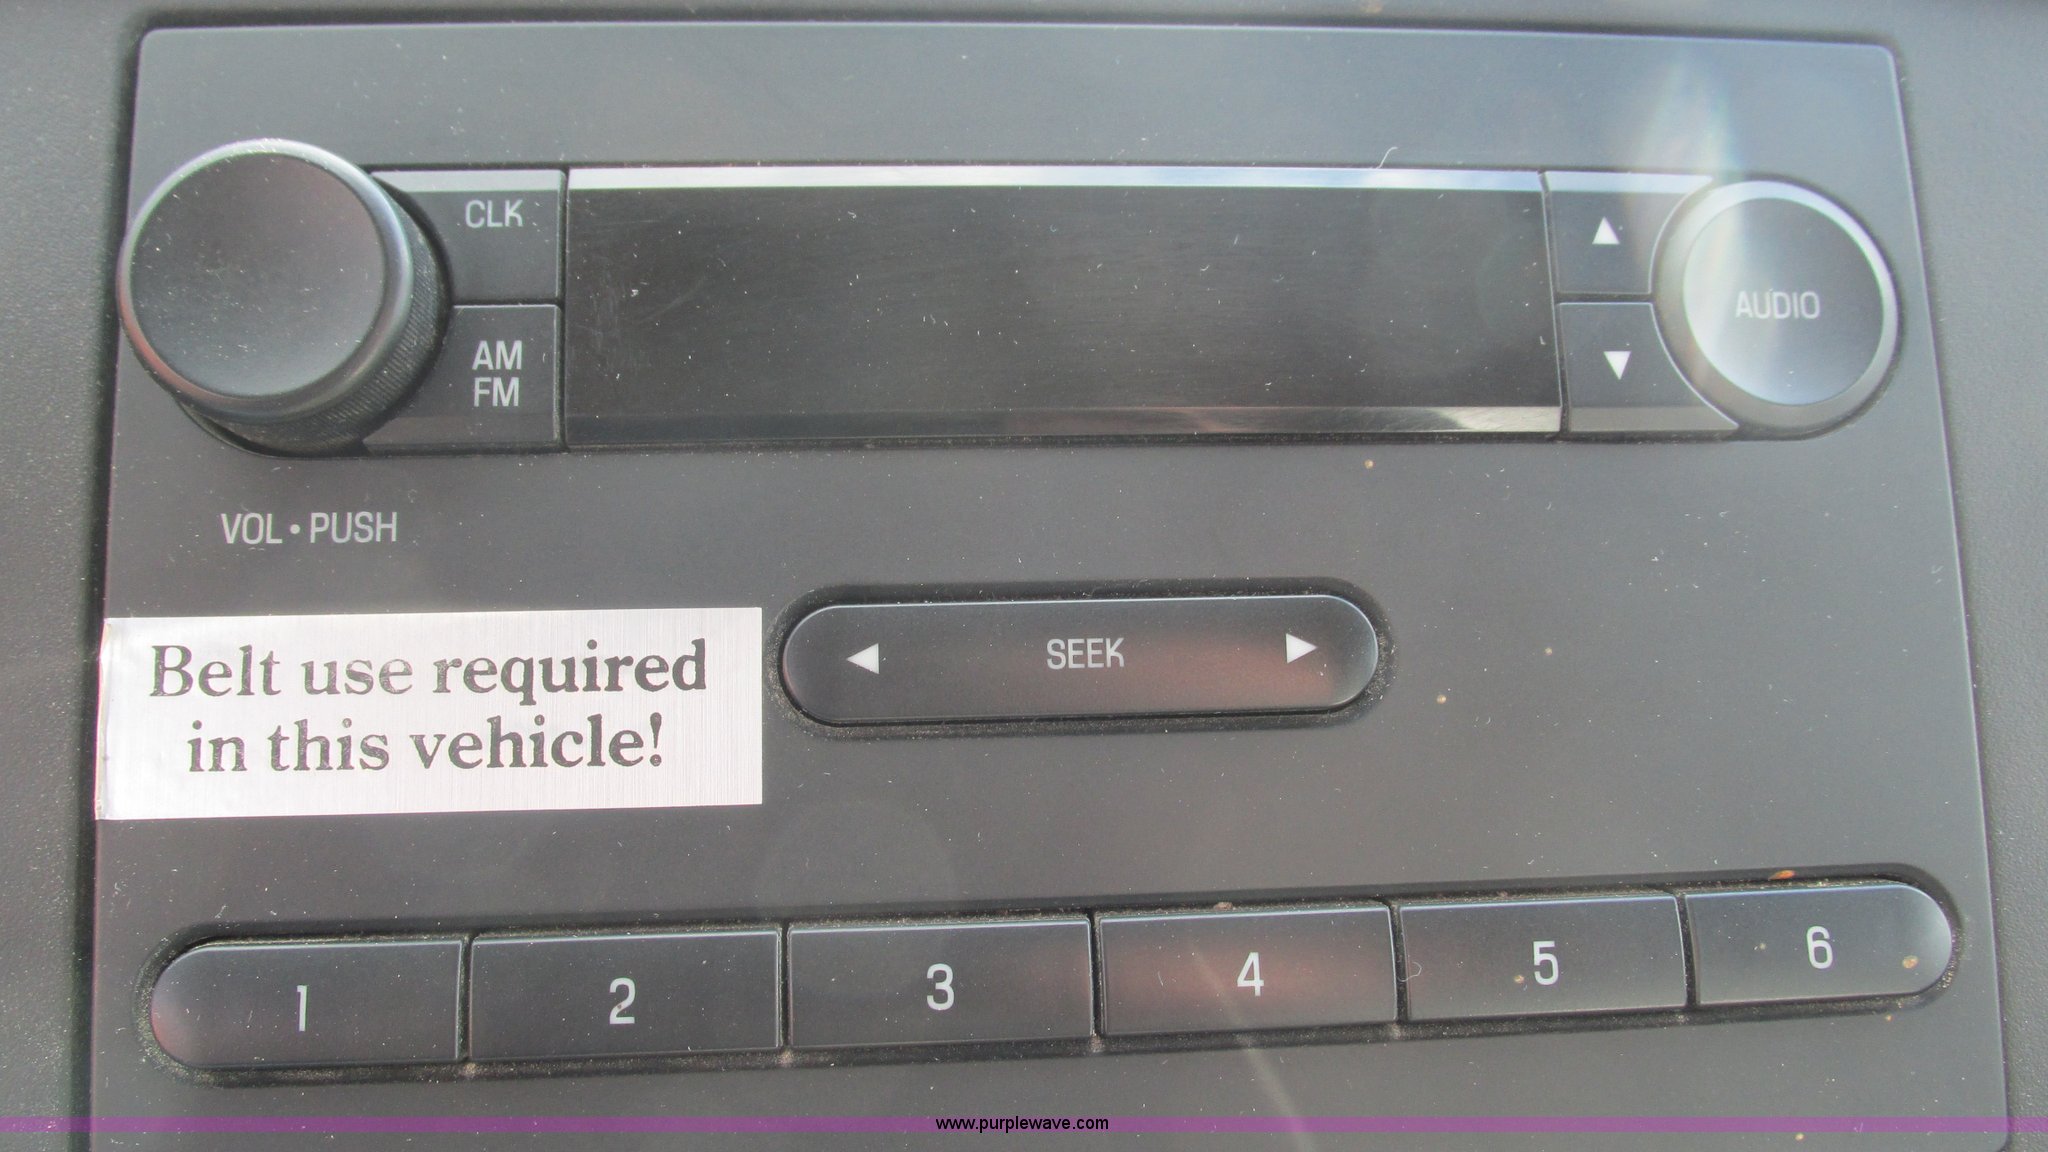 CLK
AM
FM
AUDIO
VOL • PUSH
Belt use required
in this vehicle!
SEEK
1 2 3 4 5 6
www.purplewave.com